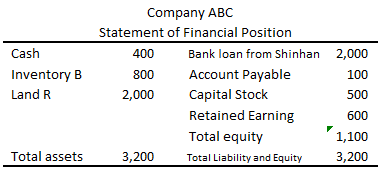 Company ABC
Statement of Financial Position
Cash 400 Bank loan from Shinhan 2,000
Inventory B 800 Account Payable 100
Land R 2,000 Capital Stock 500
Retained Earning 600
Total equity 1,100
Total assets 3,200 Total Liability and Equity 3,200